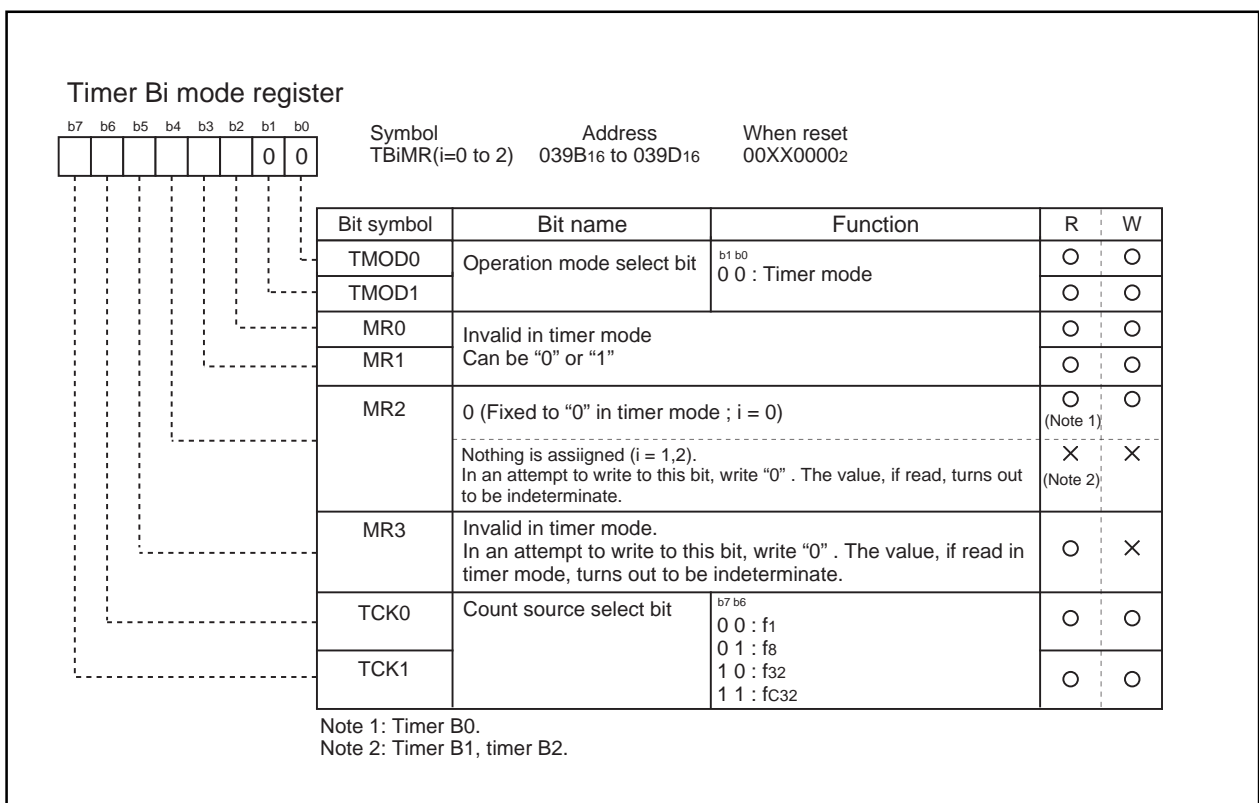 Timer Bi mode register
b7 b6 b5 b4 b3 b2 b1 b0
0 0
Symbol Address When reset
TBiMR(i=0 to 2) 039B16 to 039D16 00XX00002
Bit symbol Bit name Function R W
TMOD0 Operation mode select bit b1 b0
0 0 : Timer mode
TMOD1
MR0 Invalid in timer mode
MR1 Can be “0” or “1”
MR2 0 (Fixed to “0” in timer mode ; i = 0)
(Note 1)
Nothing is assiigned (i = 1,2).
In an attempt to write to this bit, write “0” . The value, if read, turns out
to be indeterminate.
(Note 2)
MR3 Invalid in timer mode.
In an attempt to write to this bit, write “0” . The value, if read in
timer mode, turns out to be indeterminate.
TCK0 Count source select bit b7 b6
0 0 : f1
0 1 : f8
TCK1 1 0 : f32
1 1 : fC32
Note 1: Timer B0.
Note 2: Timer B1, timer B2.